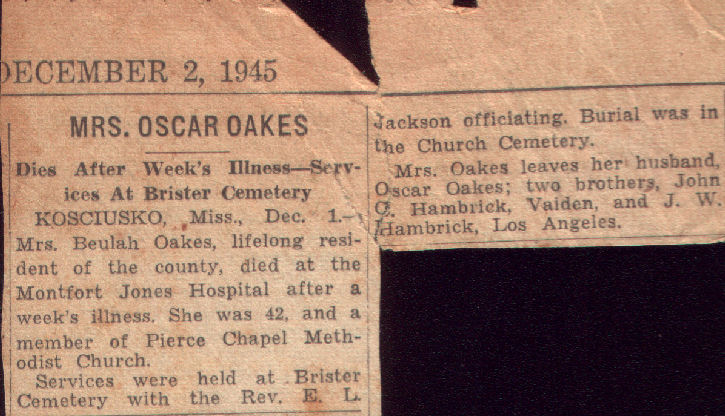 DECEMBER 2, 1945
MRS. OSCAR OAKES
Dies After Week's Illness—Serv-
ices At Brister Cemetery
KOSCIUSKO, Miss., Dec. 1.—
Mrs. Beulah Oakes, lifelong resi-
dent of the county, died at the
Montfort Jones Hospital after a
week's illness. She was 42, and a
member of Pierce Chapel Meth-
odist Church.
Services were held at Brister
Cemetery with the Rev. E. L.
Jackson officiating. Burial was in
the Church Cemetery.
Mrs. Oakes leaves her husband,
Oscar Oakes; two brothers, John
C. Hambrick, Vaiden, and J. W.
Hambrick, Los Angeles.